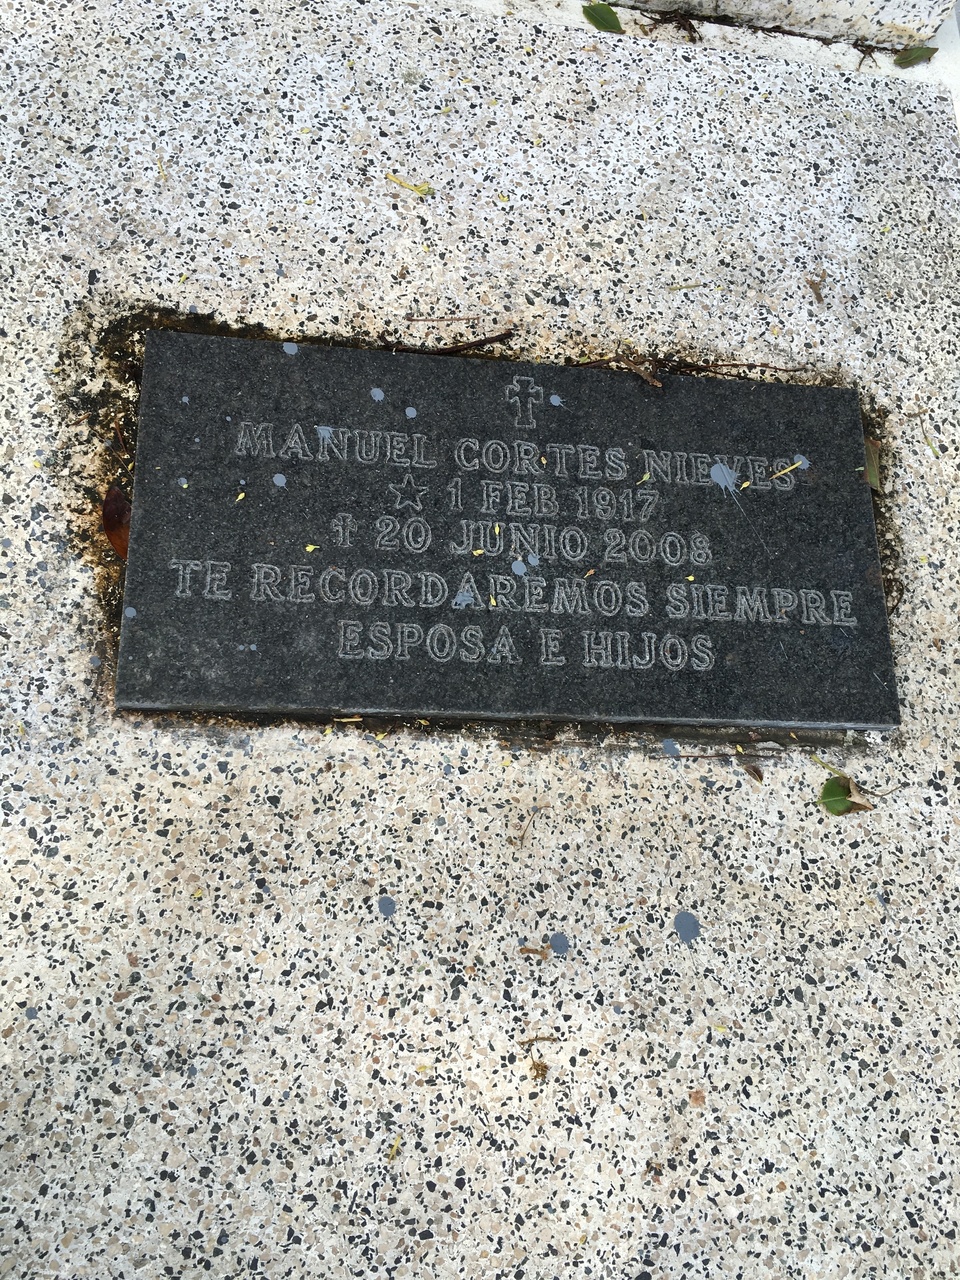 MANUEL CORTES NIEVES
☆ 1 FEB 1917
✝ 20 JUNIO 2008
TE RECORDAREMOS SIEMPRE
ESPOSA E HIJOS